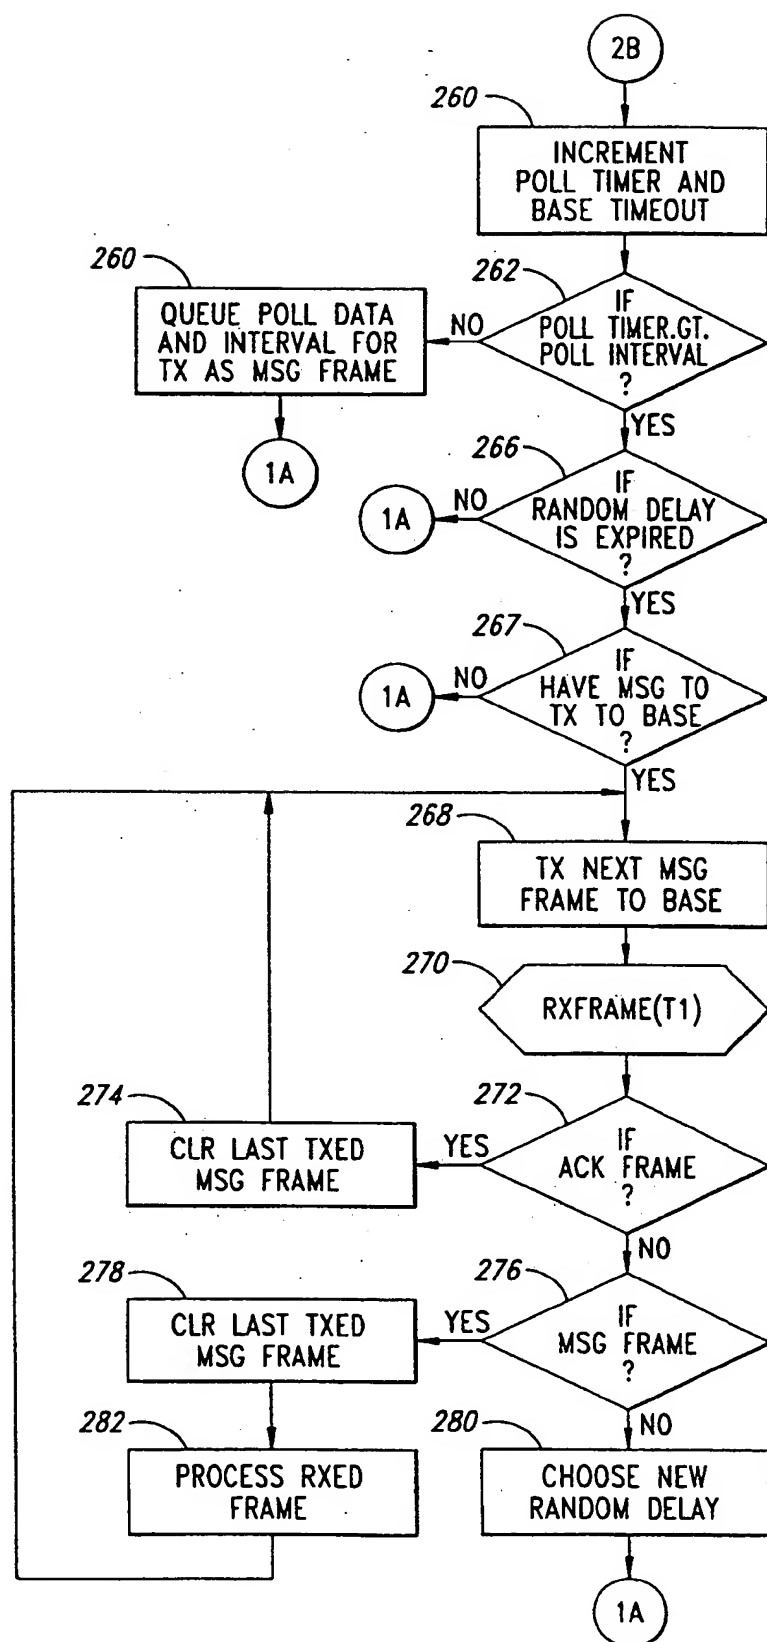 2B
260
INCREMENT
POLL TIMER AND
BASE TIMEOUT
260
QUEUE POLL DATA
AND INTERVAL FOR
TX AS MSG FRAME
262
IF
POLL TIMER.GT.
POLL INTERVAL
?
NO
YES
1A
266
IF
RANDOM DELAY
IS EXPIRED
?
NO
1A
YES
267
IF
HAVE MSG TO
TX TO BASE
?
NO
1A
YES
268
TX NEXT MSG
FRAME TO BASE
270
RXFRAME(T1)
272
IF
ACK FRAME
?
YES
274
CLR LAST TXED
MSG FRAME
NO
276
IF
MSG FRAME
?
YES
278
CLR LAST TXED
MSG FRAME
NO
282
PROCESS RXED
FRAME
280
CHOOSE NEW
RANDOM DELAY
1A